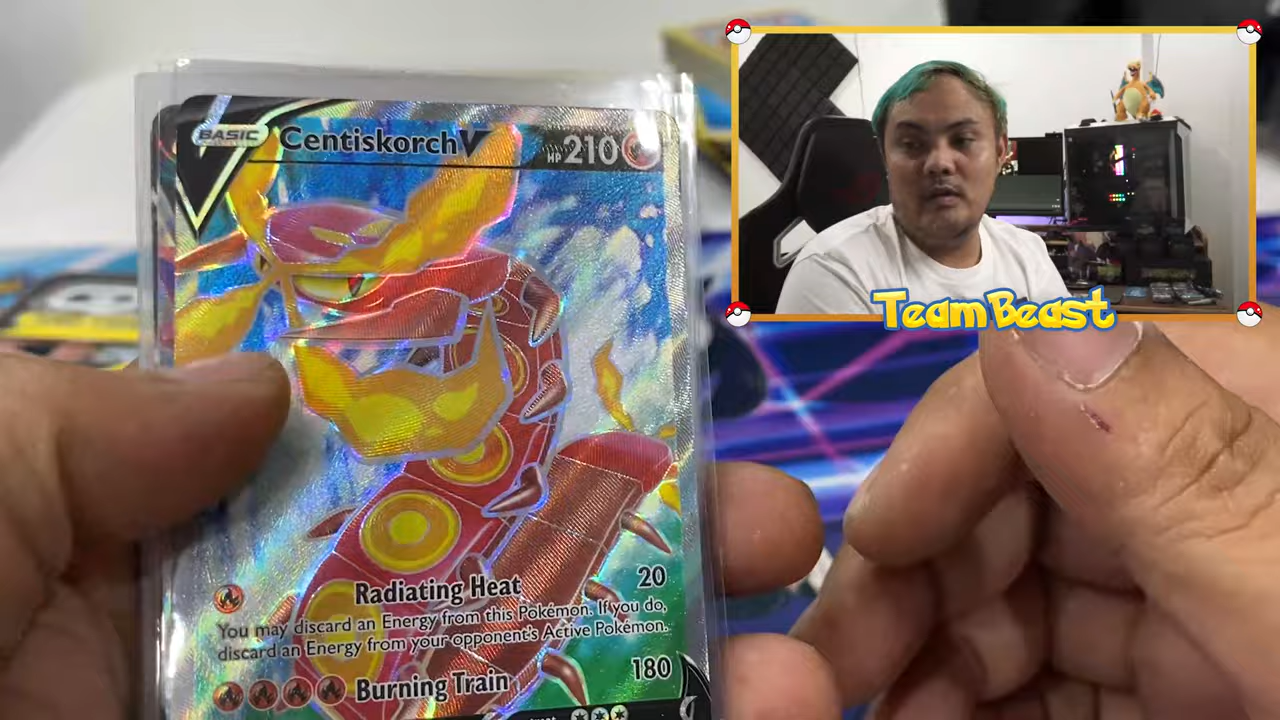 BASIC
Centiskorch V HP 210
Radiating Heat 20
You may discard an Energy from this Pokémon. If you do,
discard an Energy from your opponent's Active Pokémon.
Burning Train 180
Team Beast